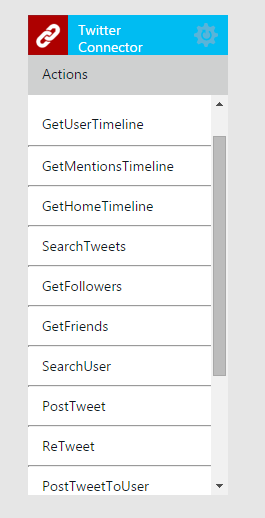 Twitter
Connector
Actions
GetUserTimeline
GetMentionsTimeline
GetHomeTimeline
SearchTweets
GetFollowers
GetFriends
SearchUser
PostTweet
ReTweet
PostTweetToUser